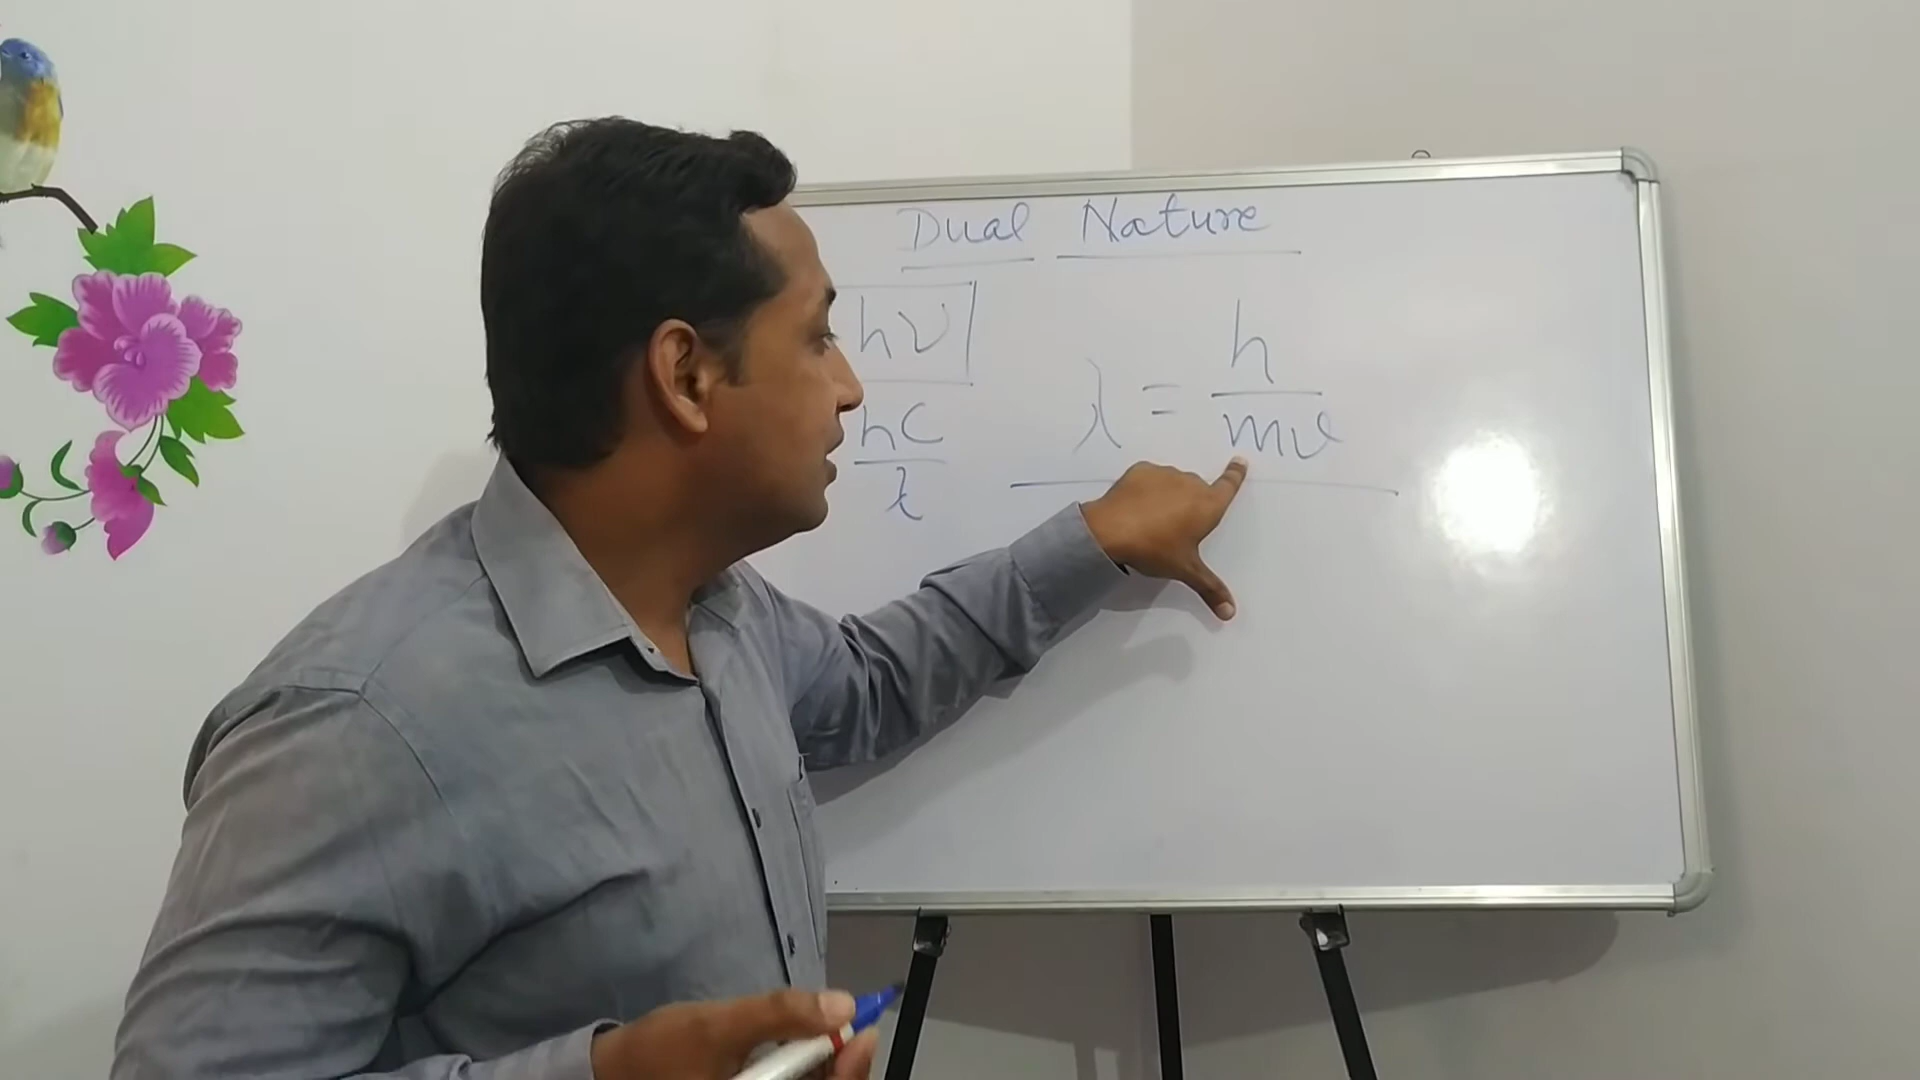 Dual Nature
hν
hc
λ
λ = h
mv